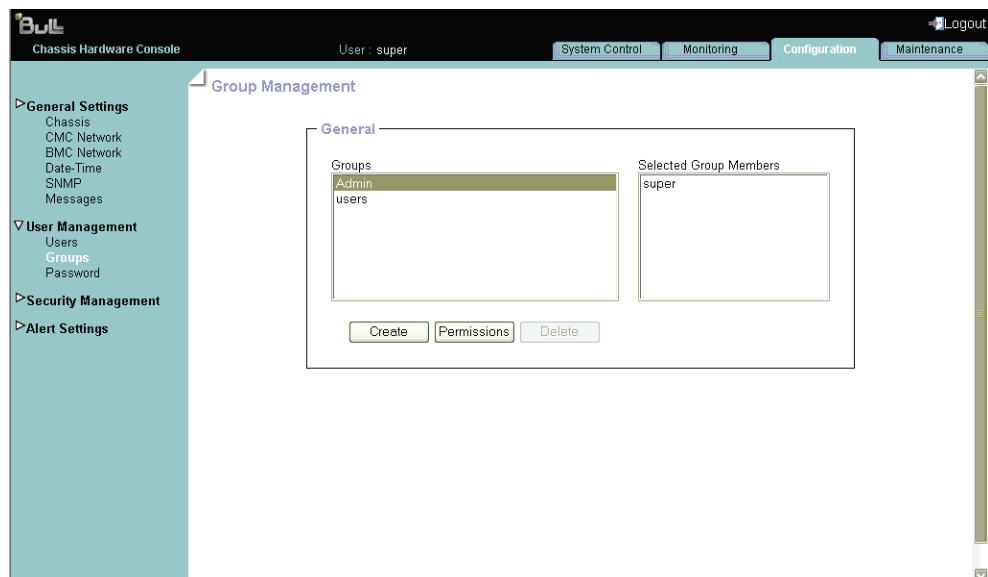 Bull
Logout
Chassis Hardware Console
User : super
System Control
Monitoring
Configuration
Maintenance
General Settings
Chassis
CMC Network
BMC Network
Date-Time
SNMP
Messages
User Management
Users
Groups
Password
Security Management
Alert Settings
Group Management
General
Groups
Admin
users
Selected Group Members
super
Create
Permissions
Delete